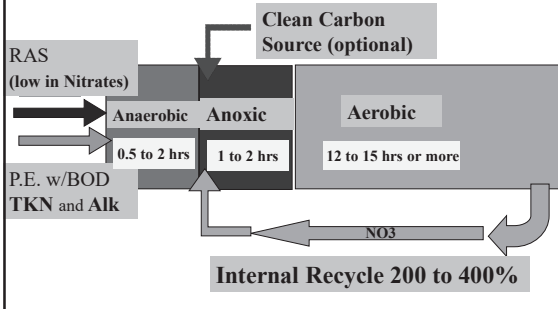 Clean Carbon
Source (optional)
RAS
(low in Nitrates)
Anaerobic
Anoxic
Aerobic
0.5 to 2 hrs
1 to 2 hrs
12 to 15 hrs or more
P.E. w/BOD
TKN and Alk
NO3
Internal Recycle 200 to 400%